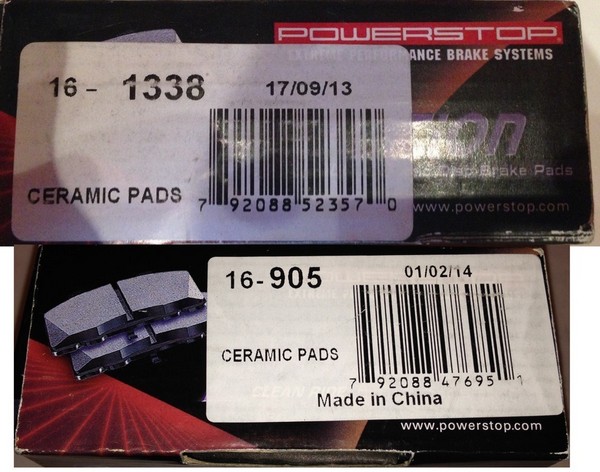 POWERSTOP
EXTREME PERFORMANCE BRAKE SYSTEMS
16 - 1338 17/09/13
CERAMIC PADS
7 92088 52357 0
Disc Brake Pads
www.powerstop.com
16-905 01/02/14
CERAMIC PADS
7 92088 47695 1
Made in China
CLEAN RIDE
www.powerstop.com